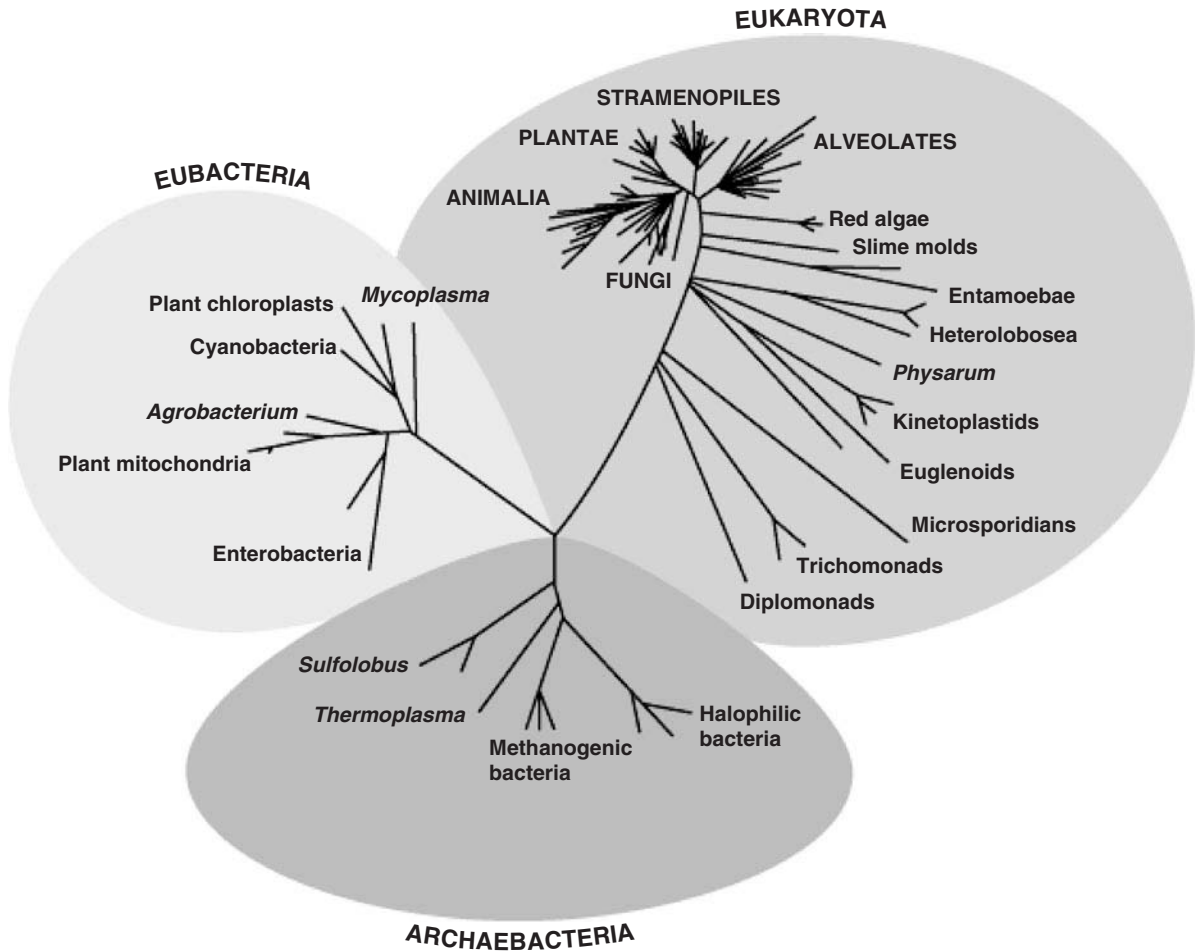 EUKARYOTA
STRAMENOPILES
PLANTAE
ALVEOLATES
EUBACTERIA
ANIMALIA
Red algae
Slime molds
FUNGI
Mycoplasma
Plant chloroplasts
Entamoebae
Heterolobosea
Cyanobacteria
Physarum
Agrobacterium
Kinetoplastids
Plant mitochondria
Euglenoids
Microsporidians
Enterobacteria
Trichomonads
Diplomonads
Sulfolobus
Thermoplasma
Halophilic
bacteria
Methanogenic
bacteria
ARCHAEBACTERIA